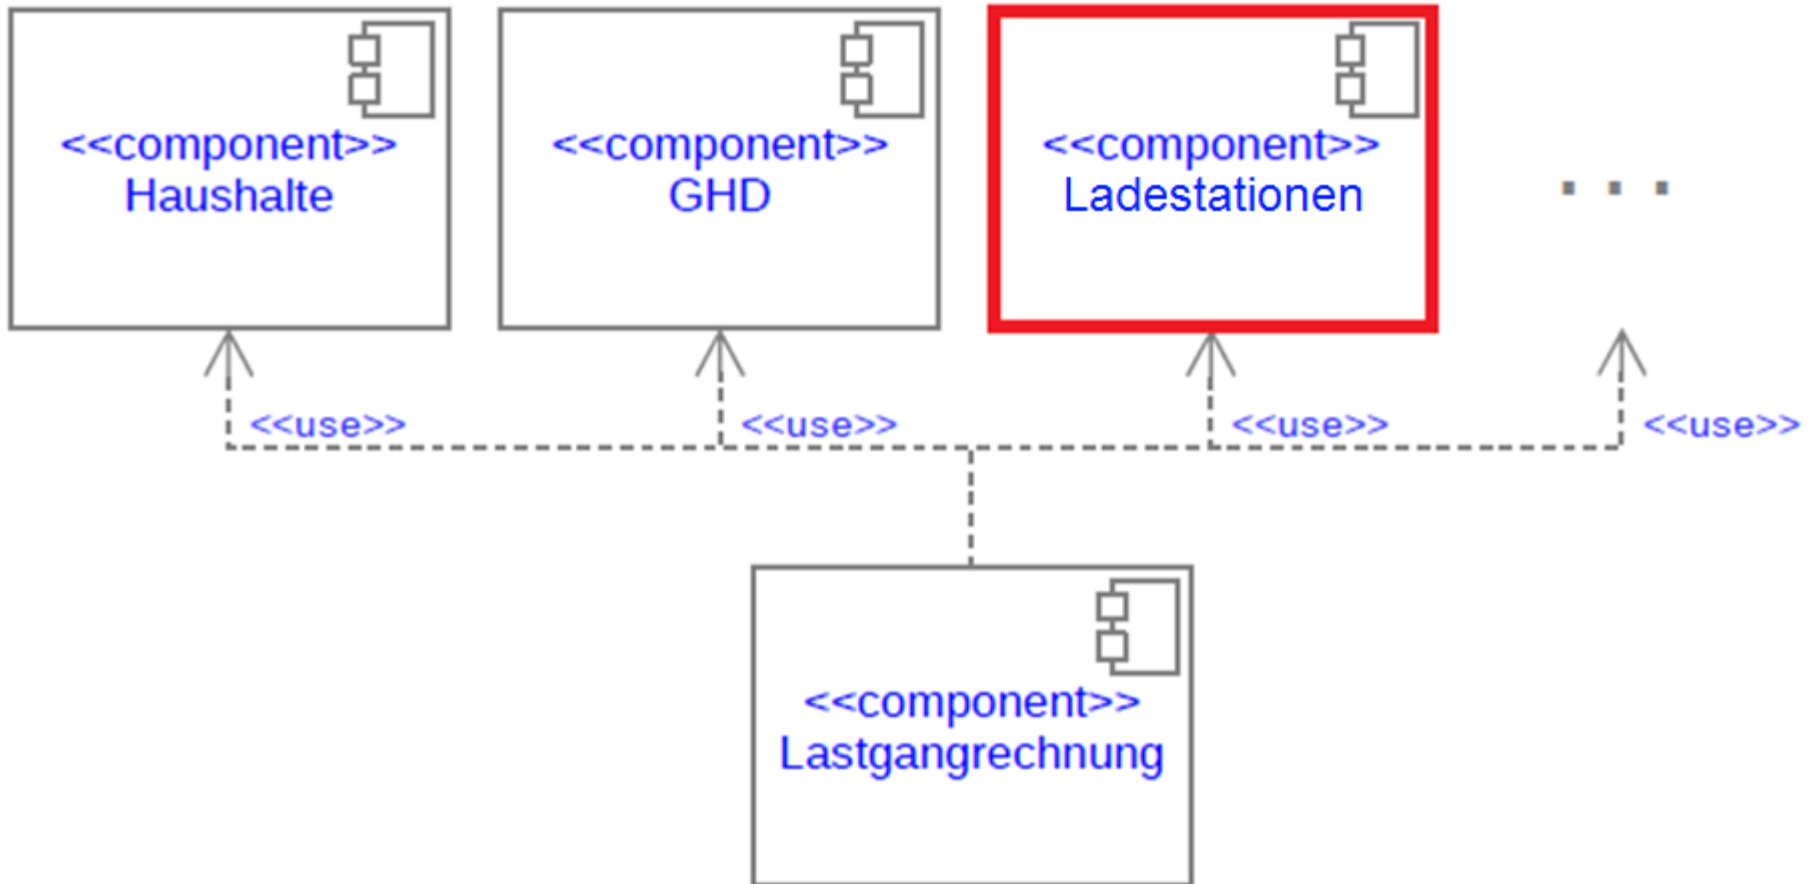 <<component>>
Haushalte
<<component>>
GHD
<<component>>
Ladestationen
...
<<use>>
<<use>>
<<use>>
<<use>>
<<component>>
Lastgangrechnung